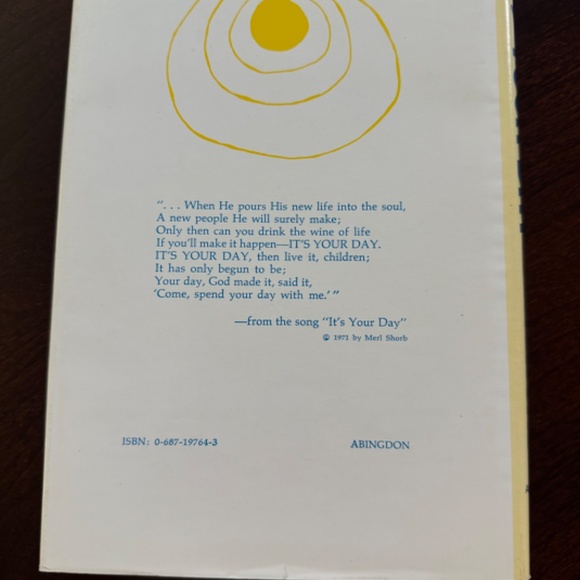 ". . . When He pours His new life into the soul,
A new people He will surely make;
Only then can you drink the wine of life
If you'll make it happen—IT'S YOUR DAY.
IT'S YOUR DAY, then live it, children;
It has only begun to be;
Your day, God made it, said it,
'Come, spend your day with me.' "
—from the song "It's Your Day"
© 1971 by Merl Shorb
ISBN: 0-687-19764-3
ABINGDON